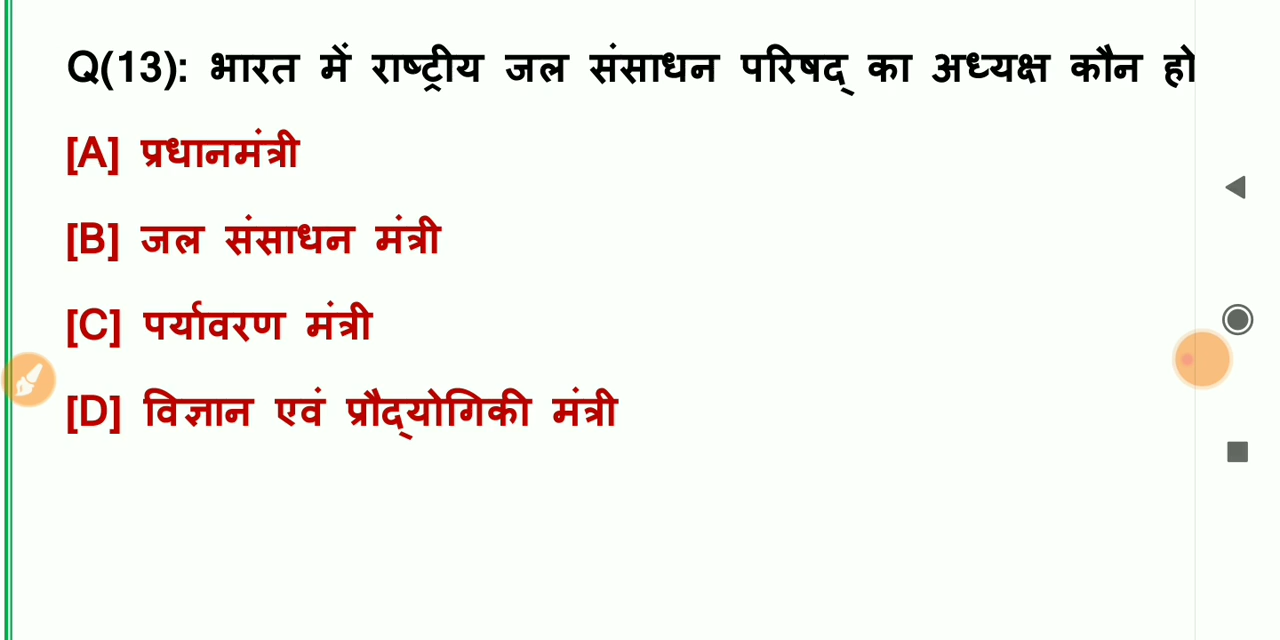 Q(13): भारत में राष्ट्रीय जल संसाधन परिषद् का अध्यक्ष कौन हो
[A] प्रधानमंत्री
[B] जल संसाधन मंत्री
[C] पर्यावरण मंत्री
[D] विज्ञान एवं प्रौद्योगिकी मंत्री